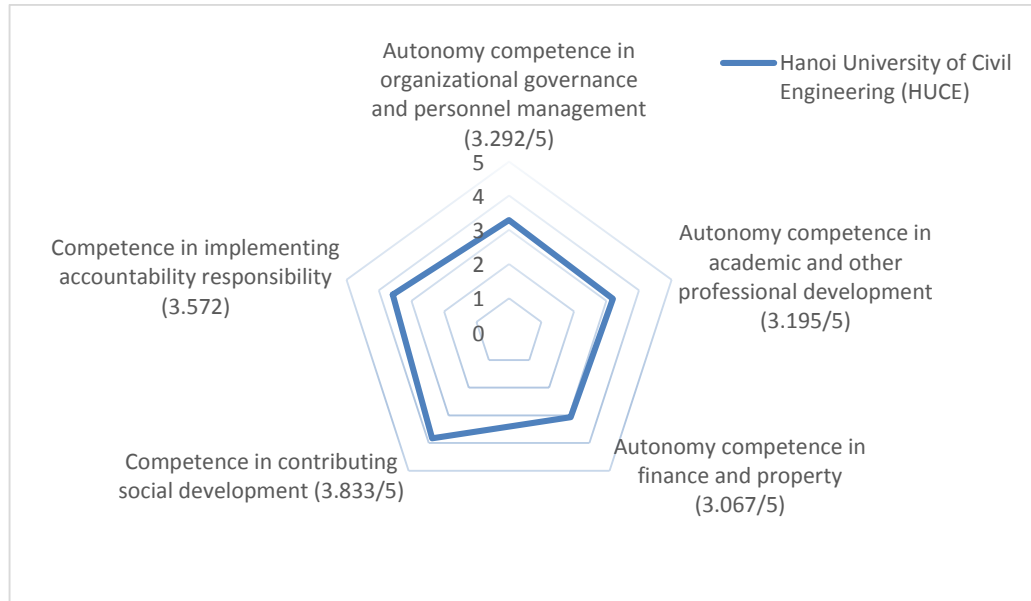 Autonomy competence in
organizational governance
and personnel management
(3.292/5)
Hanoi University of Civil
Engineering (HUCE)
5
4
3
2
1
0
Autonomy competence in
academic and other
professional development
(3.195/5)
Autonomy competence in
finance and property
(3.067/5)
Competence in contributing
social development (3.833/5)
Competence in implementing
accountability responsibility
(3.572)